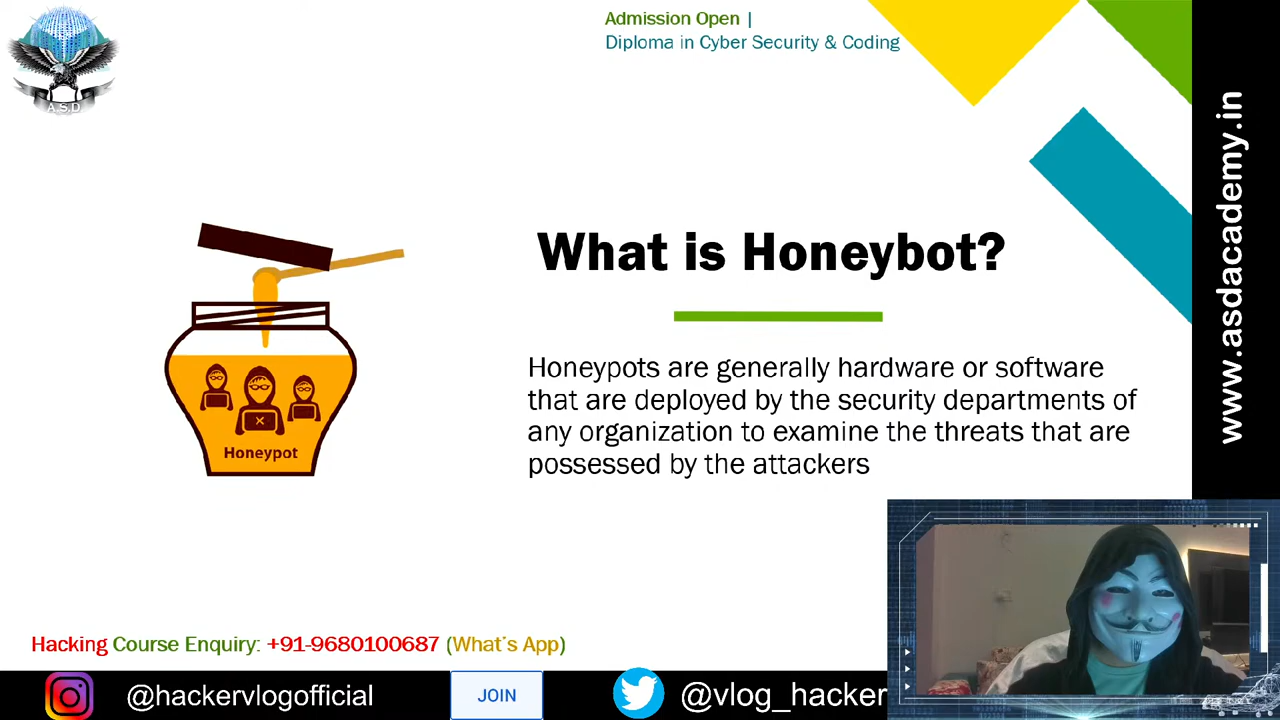 Admission Open |
Diploma in Cyber Security & Coding
A.S.D
www.asdacademy.in
What is Honeybot?
Honeypots are generally hardware or software
that are deployed by the security departments of
any organization to examine the threats that are
possessed by the attackers
Honeypot
Hacking Course Enquiry: +91-9680100687 (What's App)
@hackervlogofficial
JOIN
@vlog_hacker